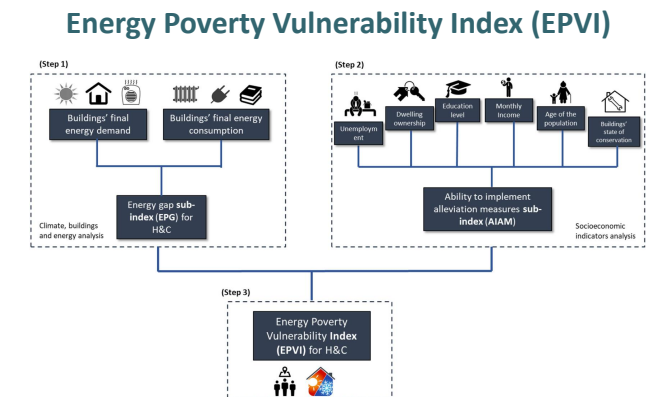 Energy Poverty Vulnerability Index (EPVI)
(Step 1)
Buildings' final
energy demand
Buildings' final energy
consumption
Energy gap sub-
index (EPG) for
H&C
Climate, buildings
and energy analysis
(Step 2)
Unemploym
ent
Dwelling
ownership
Education
level
Monthly
Income
Age of the
population
Buildings'
state of
conservation
Ability to implement
alleviation measures sub-
index (AIAM)
Socioeconomic
indicators analysis
(Step 3)
Energy Poverty
Vulnerability Index
(EPVI) for H&C